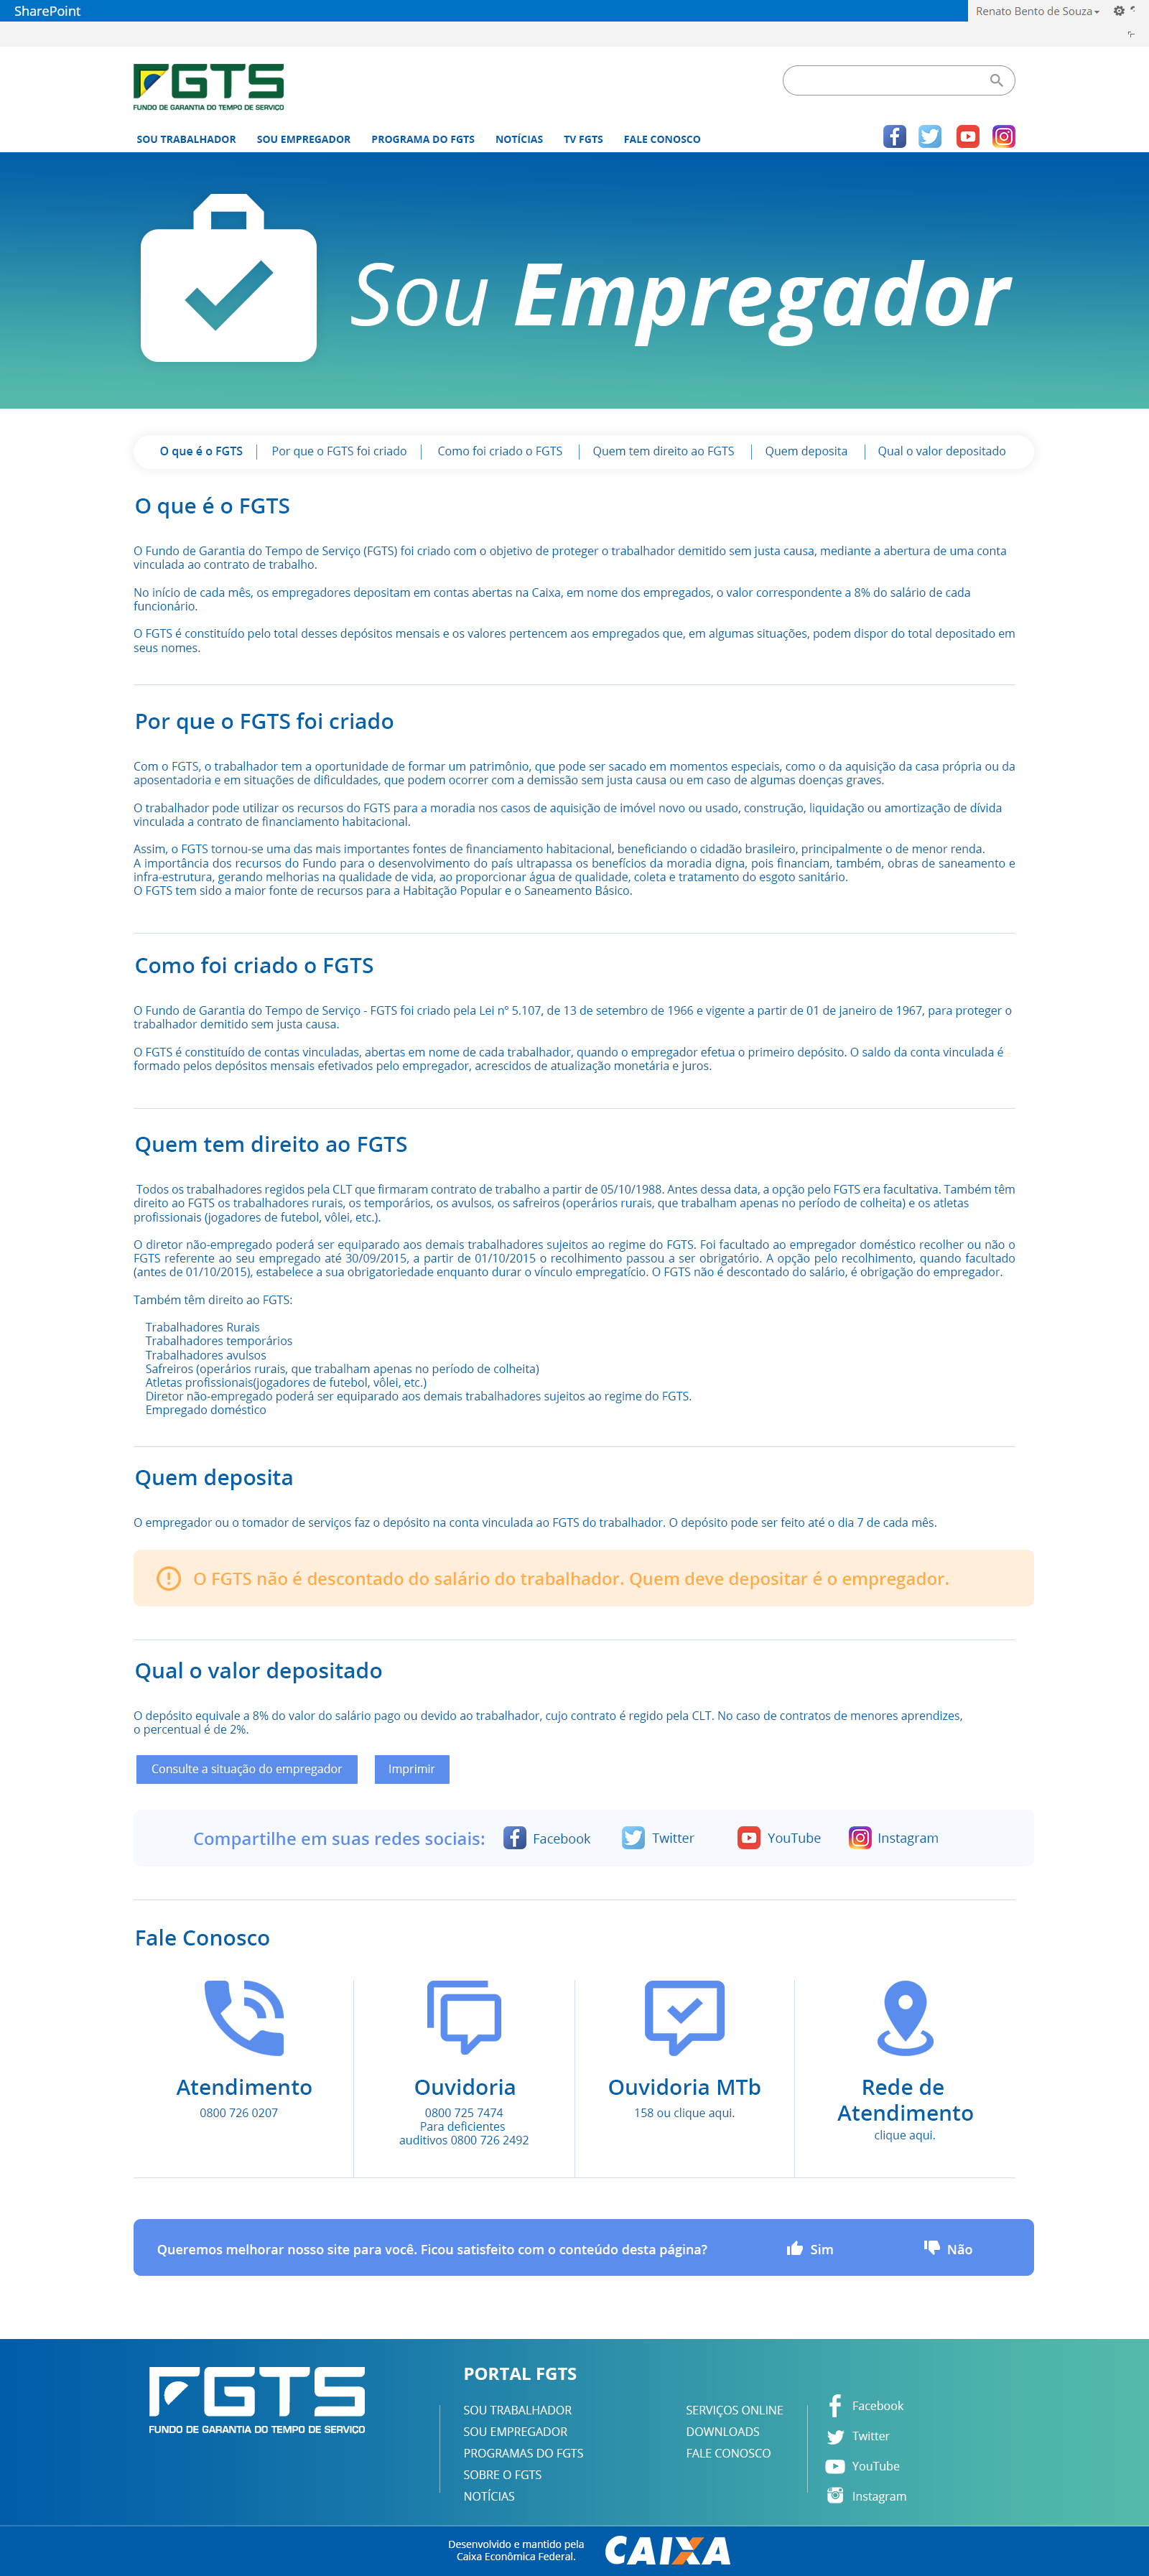 SharePoint
Renato Bento de Souza
FGTS
FUNDO DE GARANTIA DO TEMPO DE SERVIÇO
SOU TRABALHADOR
SOU EMPREGADOR
PROGRAMA DO FGTS
NOTÍCIAS
TV FGTS
FALE CONOSCO
Sou Empregador
O que é o FGTS
Por que o FGTS foi criado
Como foi criado o FGTS
Quem tem direito ao FGTS
Quem deposita
Qual o valor depositado
O que é o FGTS
O Fundo de Garantia do Tempo de Serviço (FGTS) foi criado com o objetivo de proteger o trabalhador demitido sem justa causa, mediante a abertura de uma conta
vinculada ao contrato de trabalho.
No início de cada mês, os empregadores depositam em contas abertas na Caixa, em nome dos empregados, o valor correspondente a 8% do salário de cada
funcionário.
O FGTS é constituído pelo total desses depósitos mensais e os valores pertencem aos empregados que, em algumas situações, podem dispor do total depositado em
seus nomes.
Por que o FGTS foi criado
Com o FGTS, o trabalhador tem a oportunidade de formar um patrimônio, que pode ser sacado em momentos especiais, como o da aquisição da casa própria ou da
aposentadoria e em situações de dificuldades, que podem ocorrer com a demissão sem justa causa ou em caso de algumas doenças graves.
O trabalhador pode utilizar os recursos do FGTS para a moradia nos casos de aquisição de imóvel novo ou usado, construção, liquidação ou amortização de dívida
vinculada a contrato de financiamento habitacional.
Assim, o FGTS tornou-se uma das mais importantes fontes de financiamento habitacional, beneficiando o cidadão brasileiro, principalmente o de menor renda.
A importância dos recursos do Fundo para o desenvolvimento do país ultrapassa os benefícios da moradia digna, pois financiam, também, obras de saneamento e
infra-estrutura, gerando melhorias na qualidade de vida, ao proporcionar água de qualidade, coleta e tratamento do esgoto sanitário.
O FGTS tem sido a maior fonte de recursos para a Habitação Popular e o Saneamento Básico.
Como foi criado o FGTS
O Fundo de Garantia do Tempo de Serviço - FGTS foi criado pela Lei nº 5.107, de 13 de setembro de 1966 e vigente a partir de 01 de janeiro de 1967, para proteger o
trabalhador demitido sem justa causa.
O FGTS é constituído de contas vinculadas, abertas em nome de cada trabalhador, quando o empregador efetua o primeiro depósito. O saldo da conta vinculada é
formado pelos depósitos mensais efetivados pelo empregador, acrescidos de atualização monetária e juros.
Quem tem direito ao FGTS
Todos os trabalhadores regidos pela CLT que firmaram contrato de trabalho a partir de 05/10/1988. Antes dessa data, a opção pelo FGTS era facultativa. Também têm
direito ao FGTS os trabalhadores rurais, os temporários, os avulsos, os safreiros (operários rurais, que trabalham apenas no período de colheita) e os atletas
profissionais (jogadores de futebol, vôlei, etc.).
O diretor não-empregado poderá ser equiparado aos demais trabalhadores sujeitos ao regime do FGTS. Foi facultado ao empregador doméstico recolher ou não o
FGTS referente ao seu empregado até 30/09/2015, a partir de 01/10/2015 o recolhimento passou a ser obrigatório. A opção pelo recolhimento, quando facultado
(antes de 01/10/2015), estabelece a sua obrigatoriedade enquanto durar o vínculo empregatício. O FGTS não é descontado do salário, é obrigação do empregador.
Também têm direito ao FGTS:
Trabalhadores Rurais
Trabalhadores temporários
Trabalhadores avulsos
Safreiros (operários rurais, que trabalham apenas no período de colheita)
Atletas profissionais(jogadores de futebol, vôlei, etc.)
Diretor não-empregado poderá ser equiparado aos demais trabalhadores sujeitos ao regime do FGTS.
Empregado doméstico
Quem deposita
O empregador ou o tomador de serviços faz o depósito na conta vinculada ao FGTS do trabalhador. O depósito pode ser feito até o dia 7 de cada mês.
O FGTS não é descontado do salário do trabalhador. Quem deve depositar é o empregador.
Qual o valor depositado
O depósito equivale a 8% do valor do salário pago ou devido ao trabalhador, cujo contrato é regido pela CLT. No caso de contratos de menores aprendizes,
o percentual é de 2%.
Consulte a situação do empregador
Imprimir
Compartilhe em suas redes sociais:
Facebook
Twitter
YouTube
Instagram
Fale Conosco
Atendimento
0800 726 0207
Ouvidoria
0800 725 7474
Para deficientes
auditivos 0800 726 2492
Ouvidoria MTb
158 ou clique aqui.
Rede de
Atendimento
clique aqui.
Queremos melhorar nosso site para você. Ficou satisfeito com o conteúdo desta página?
Sim
Não
FGTS
FUNDO DE GARANTIA DO TEMPO DE SERVIÇO
PORTAL FGTS
SOU TRABALHADOR
SOU EMPREGADOR
PROGRAMAS DO FGTS
SOBRE O FGTS
NOTÍCIAS
SERVIÇOS ONLINE
DOWNLOADS
FALE CONOSCO
Facebook
Twitter
YouTube
Instagram
Desenvolvido e mantido pela
Caixa Econômica Federal.
CAIXA